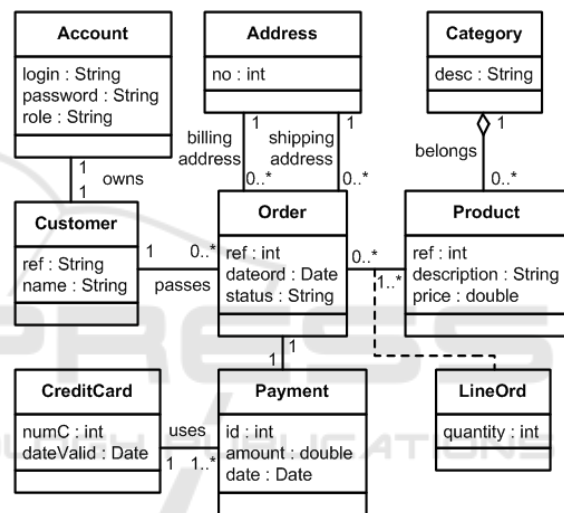 Account
login : String
password : String
role : String
Address
no : int
Category
desc : String
1
1
owns
billing
address
1
0..*
shipping
address
1
0..*
belongs
1
0..*
Customer
ref : String
name : String
1
0..*
passes
Order
ref : int
dateord : Date
status : String
0..*
1..*
Product
ref : int
description : String
price : double
1
1
CreditCard
numC : int
dateValid : Date
uses
1
1..*
Payment
id : int
amount : double
date : Date
LineOrd
quantity : int